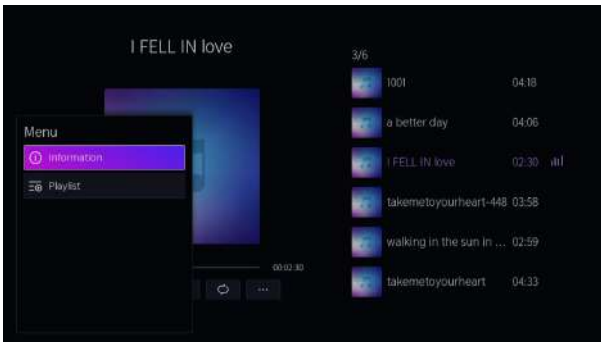 I FELL IN love
3/6
1001 04:18
a better day 04:06
I FELL IN love 02:30
takemetoyourheart-448 03:58
walking in the sun in ... 02:59
takemetoyourheart 04:33
Menu
Information
Playlist
00:02:30
...